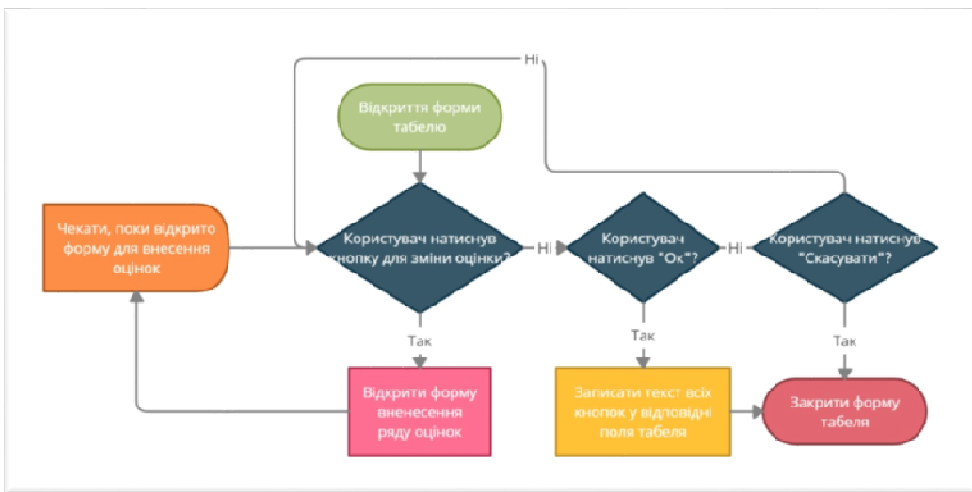 Ні
Відкриття форми
табелю
Чекати, поки відкрито
форму для внесення
оцінок
Користувач натиснув
кнопку для зміни оцінки?
Ні
Користувач
натиснув "Ок"?
Ні
Користувач натиснув
"Скасувати"?
Так
Так
Так
Відкрити форму
вненчесення
ряду оцінок
Записати текст всіх
кнопок у відповідні
поля табеля
Закрити форму
табеля